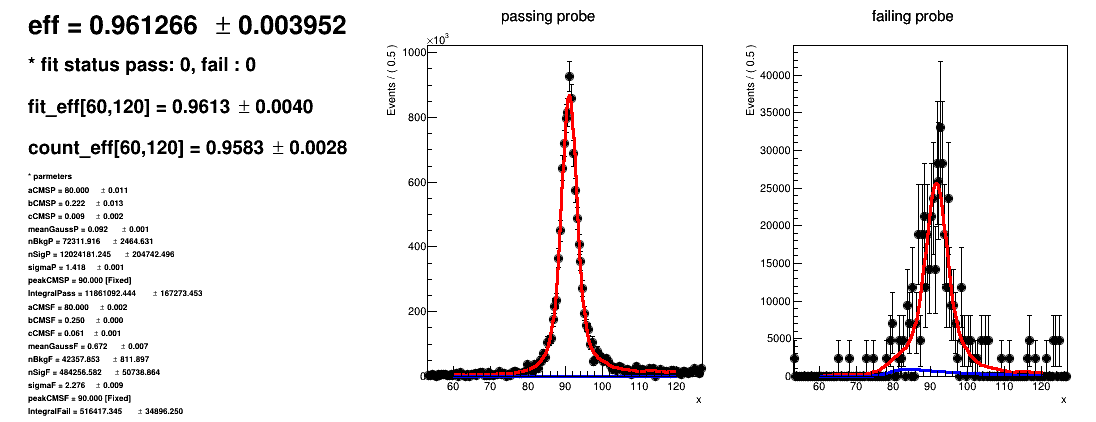 eff = 0.961266 ± 0.003952
* fit status pass: 0, fail : 0
fit_eff[60,120] = 0.9613 ± 0.0040
count_eff[60,120] = 0.9583 ± 0.0028
* parmeters
aCMSP = 80.000 ± 0.011
bCMSP = 0.222 ± 0.013
cCMSP = 0.009 ± 0.002
meanGaussP = 0.092 ± 0.001
nBkgP = 72311.916 ± 2464.631
nSigP = 12024181.245 ± 204742.496
sigmaP = 1.418 ± 0.001
peakCMSP = 90.000 [Fixed]
IntegralPass = 11861092.444 ± 167273.453
aCMSF = 80.000 ± 0.002
bCMSF = 0.250 ± 0.000
cCMSF = 0.061 ± 0.001
meanGaussF = 0.672 ± 0.007
nBkgF = 42357.853 ± 811.897
nSigF = 484256.582 ± 50738.864
sigmaF = 2.276 ± 0.009
peakCMSF = 90.000 [Fixed]
IntegralFail = 516417.345 ± 34896.250
passing probe
×10³
Events / ( 0.5 )
1000
800
600
400
200
0
60 70 80 90 100 110 120
x
failing probe
Events / ( 0.5 )
40000
35000
30000
25000
20000
15000
10000
5000
0
60 70 80 90 100 110 120
x